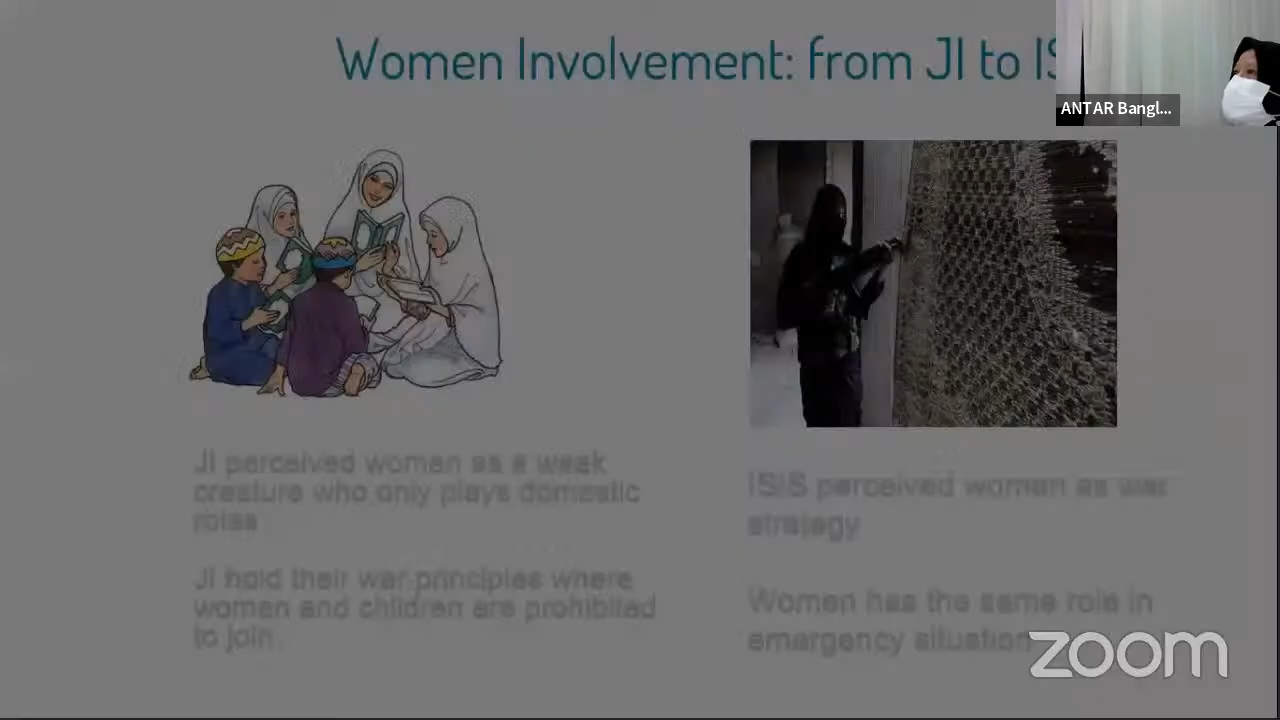 Women Involvement: from JI to IS
ANTAR Bangl...
JI perceived women as a weak
creature who only plays domestic
roles
JI hold their war principles where
women and children are prohibited
to join.
ISIS perceived women as war
strategy
Women has the same role in
emergency situation
zoom